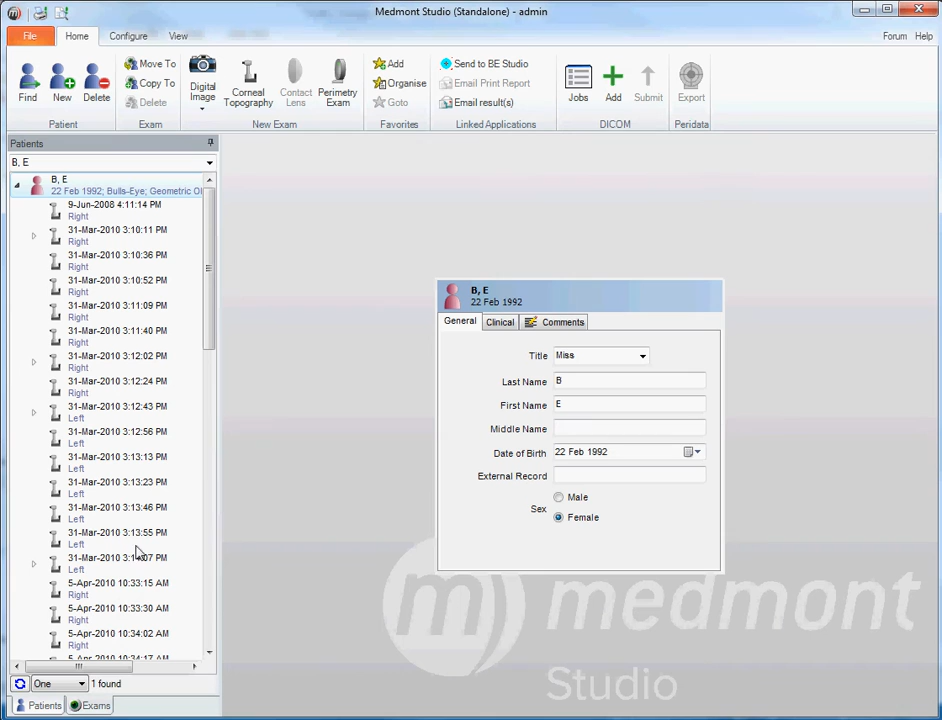 Medmont Studio (Standalone) - admin
File Home Configure View Forum Help
Find New Delete
Patient
Move To
Copy To
Delete
Exam
Digital Image
Corneal Topography
Contact Lens
Perimetry Exam
New Exam
Add
Organise
Goto
Favorites
Send to BE Studio
Email Print Report
Email result(s)
Linked Applications
Jobs Add Submit
DICOM
Export
Peridata
Patients
B, E
B, E
22 Feb 1992; Bulls-Eye; Geometric Ol
9-Jun-2008 4:11:14 PM
Right
31-Mar-2010 3:10:11 PM
Right
31-Mar-2010 3:10:36 PM
Right
31-Mar-2010 3:10:52 PM
Right
31-Mar-2010 3:11:09 PM
Right
31-Mar-2010 3:11:40 PM
Right
31-Mar-2010 3:12:02 PM
Right
31-Mar-2010 3:12:24 PM
Right
31-Mar-2010 3:12:43 PM
Left
31-Mar-2010 3:12:56 PM
Left
31-Mar-2010 3:13:13 PM
Left
31-Mar-2010 3:13:23 PM
Left
31-Mar-2010 3:13:46 PM
Left
31-Mar-2010 3:13:55 PM
Left
31-Mar-2010
Left
5-Apr-2010 10:33:15 AM
Right
5-Apr-2010 10:33:30 AM
Right
5-Apr-2010 10:34:02 AM
Right
5-Apr-2010 10:34:17 AM
One 1 found
Patients Exams
B, E
22 Feb 1992
General Clinical Comments
Title Miss
Last Name B
First Name E
Middle Name
Date of Birth 22 Feb 1992
External Record
Sex
Male
Female
m medmont
Studio